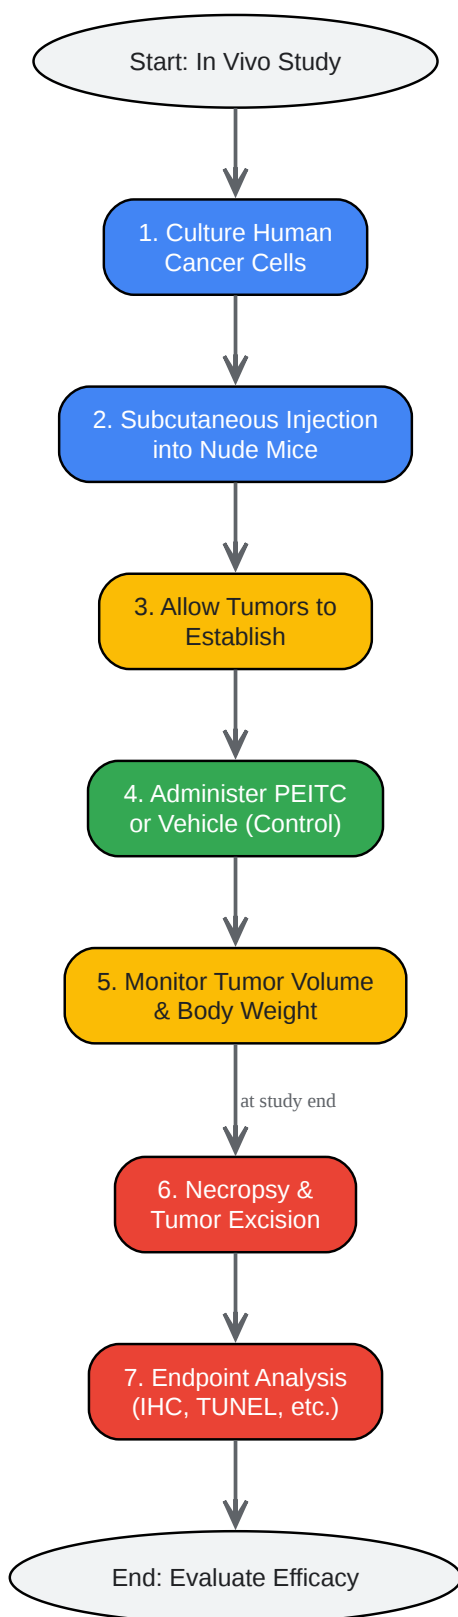 Start: In Vivo Study
1. Culture Human
Cancer Cells
2. Subcutaneous Injection
into Nude Mice
3. Allow Tumors to
Establish
4. Administer PEITC
or Vehicle (Control)
5. Monitor Tumor Volume
& Body Weight
at study end
6. Necropsy &
Tumor Excision
7. Endpoint Analysis
(IHC, TUNEL, etc.)
End: Evaluate Efficacy